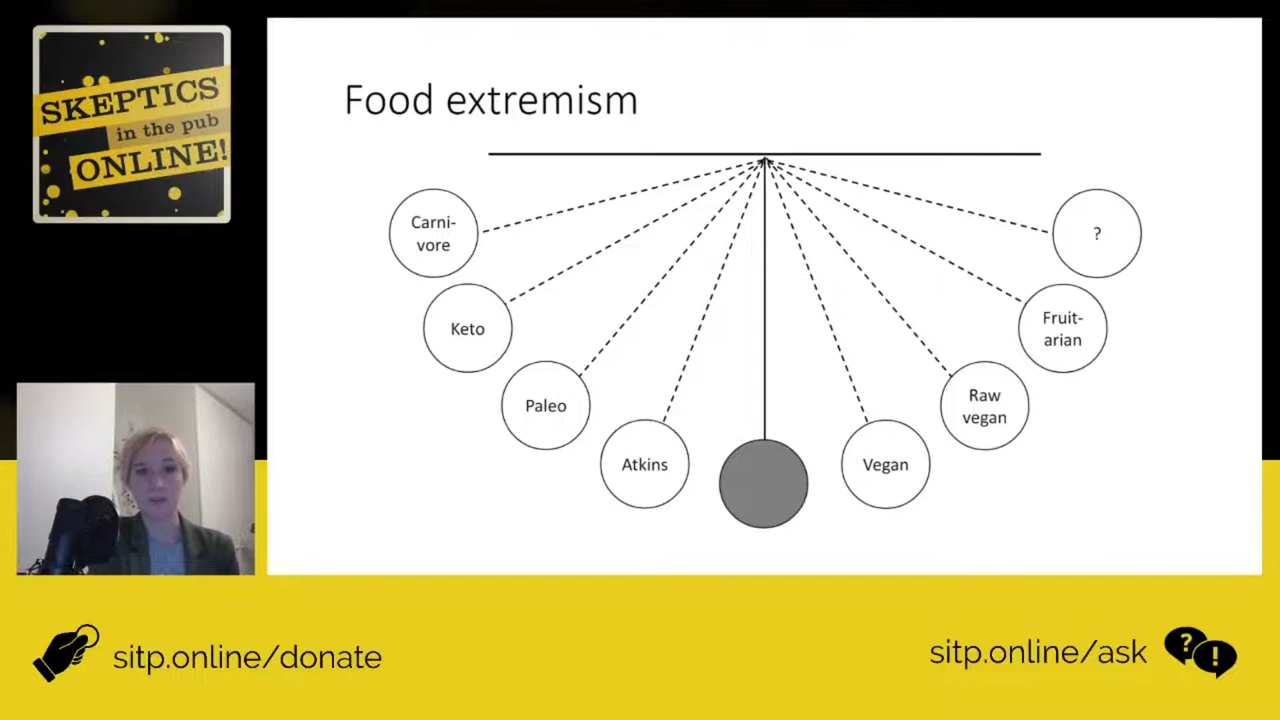 SKEPTICS
in the pub
ONLINE!
Food extremism
Carni-
vore
Keto
Paleo
Atkins
Vegan
Raw
vegan
Fruit-
arian
?
sitp.online/donate
sitp.online/ask
? !